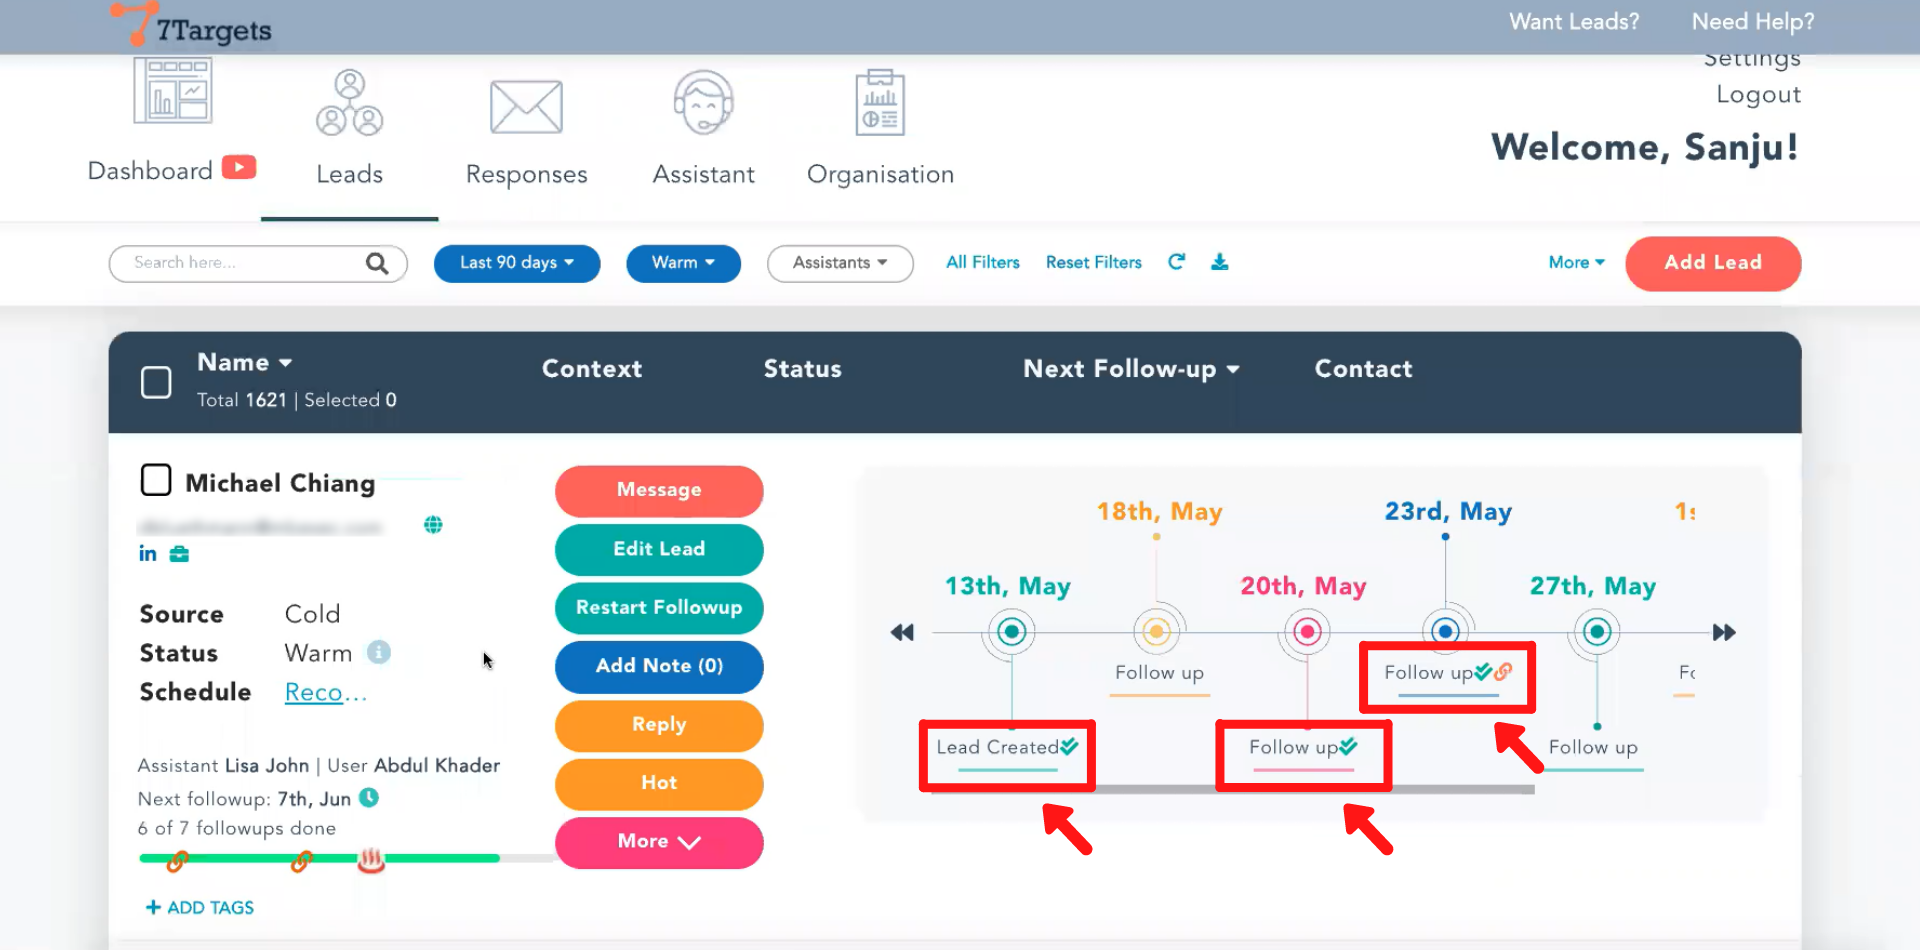 7Targets
Want Leads?
Need Help?
Settings
Logout
Welcome, Sanju!
Dashboard
Leads
Responses
Assistant
Organisation
Search here...
Last 90 days
Warm
Assistants
All Filters
Reset Filters
More
Add Lead
Name
Total 1621 | Selected 0
Context
Status
Next Follow-up
Contact
Michael Chiang
in
Source Cold
Status Warm
Schedule Reco...
Assistant Lisa John | User Abdul Khader
Next followup: 7th, Jun
6 of 7 followups done
+ ADD TAGS
Message
Edit Lead
Restart Followup
Add Note (0)
Reply
Hot
More
18th, May
23rd, May
13th, May
20th, May
27th, May
Follow up
Follow up
Lead Created
Follow up
Follow up